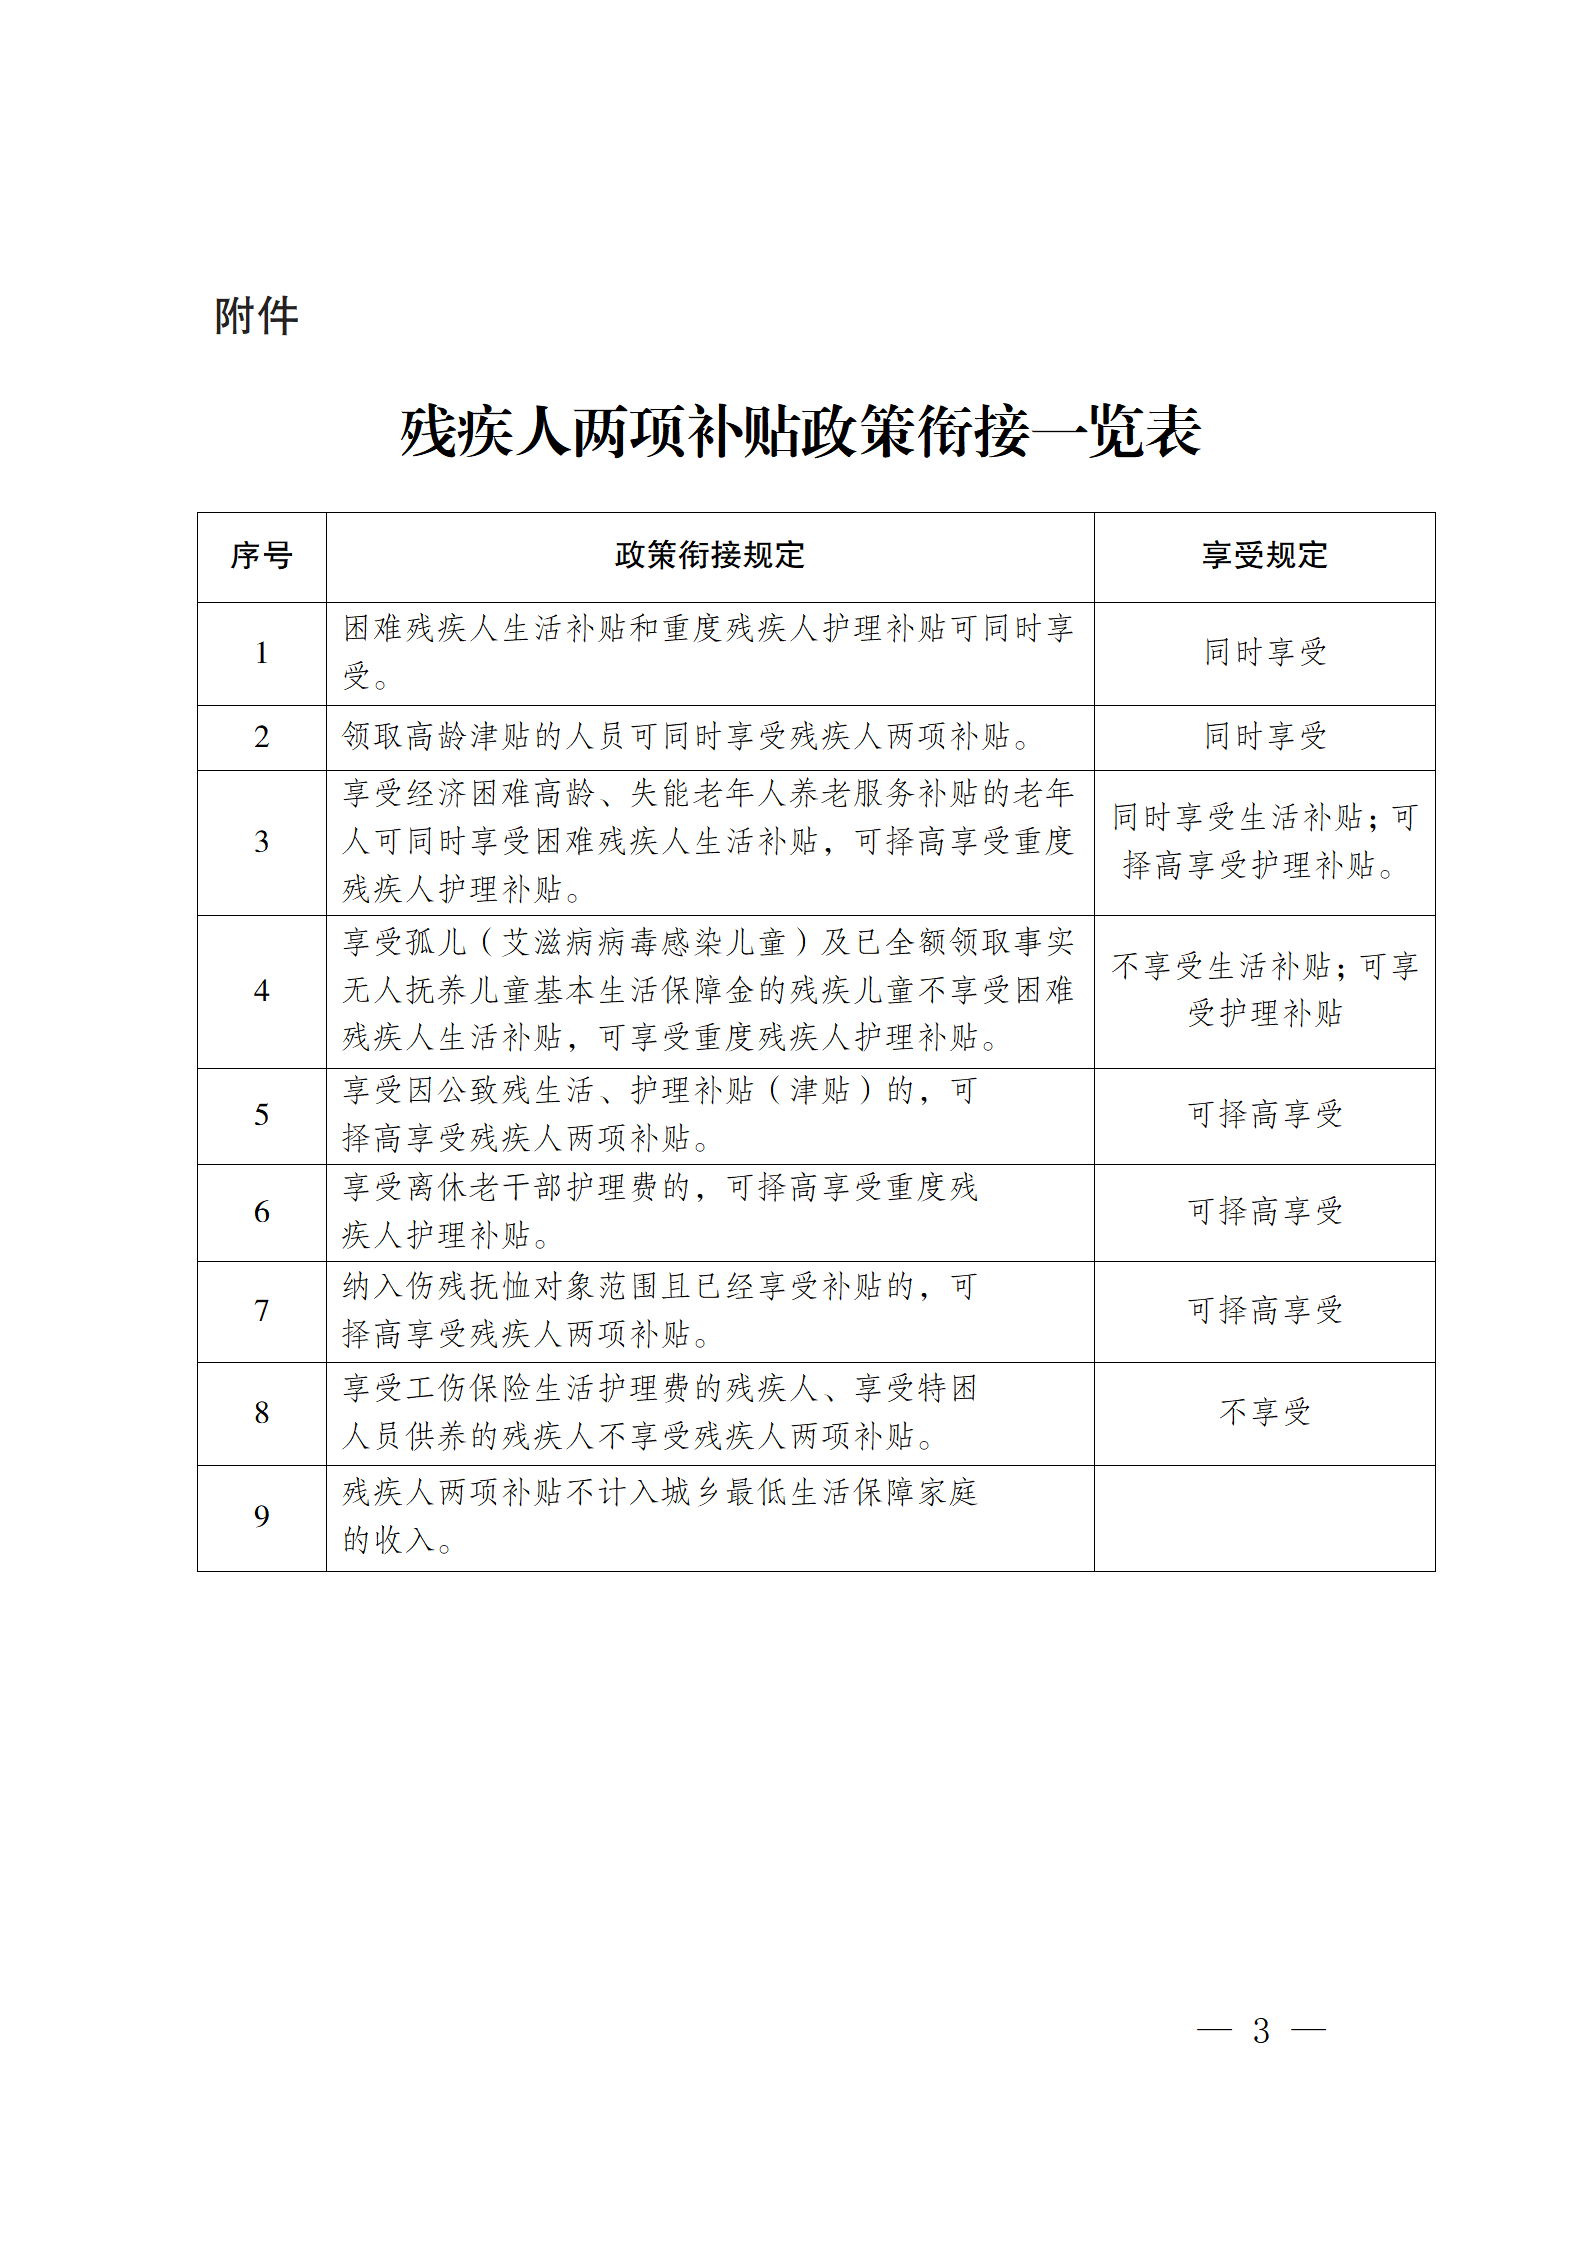 附件
残疾人两项补贴政策衔接一览表
序号 政策衔接规定 享受规定
1 困难残疾人生活补贴和重度残疾人护理补贴可同时享
受。
同时享受
2 领取高龄津贴的人员可同时享受残疾人两项补贴。 同时享受
3 享受经济困难高龄、失能老年人养老服务补贴的老年
人可同时享受困难残疾人生活补贴，可择高享受重度
残疾人护理补贴。
同时享受生活补贴；可
择高享受护理补贴。
4 享受孤儿（艾滋病病毒感染儿童）及已全额领取事实
无人抚养儿童基本生活保障金的残疾儿童不享受困难
残疾人生活补贴，可享受重度残疾人护理补贴。
不享受生活补贴；可享
受护理补贴
5 享受因公致残生活、护理补贴（津贴）的，可
择高享受残疾人两项补贴。
可择高享受
6 享受离休老干部护理费的，可择高享受重度残
疾人护理补贴。
可择高享受
7 纳入伤残抚恤对象范围且已经享受补贴的，可
择高享受残疾人两项补贴。
可择高享受
8 享受工伤保险生活护理费的残疾人、享受特困
人员供养的残疾人不享受残疾人两项补贴。
不享受
9 残疾人两项补贴不计入城乡最低生活保障家庭
的收入。
— 3 —